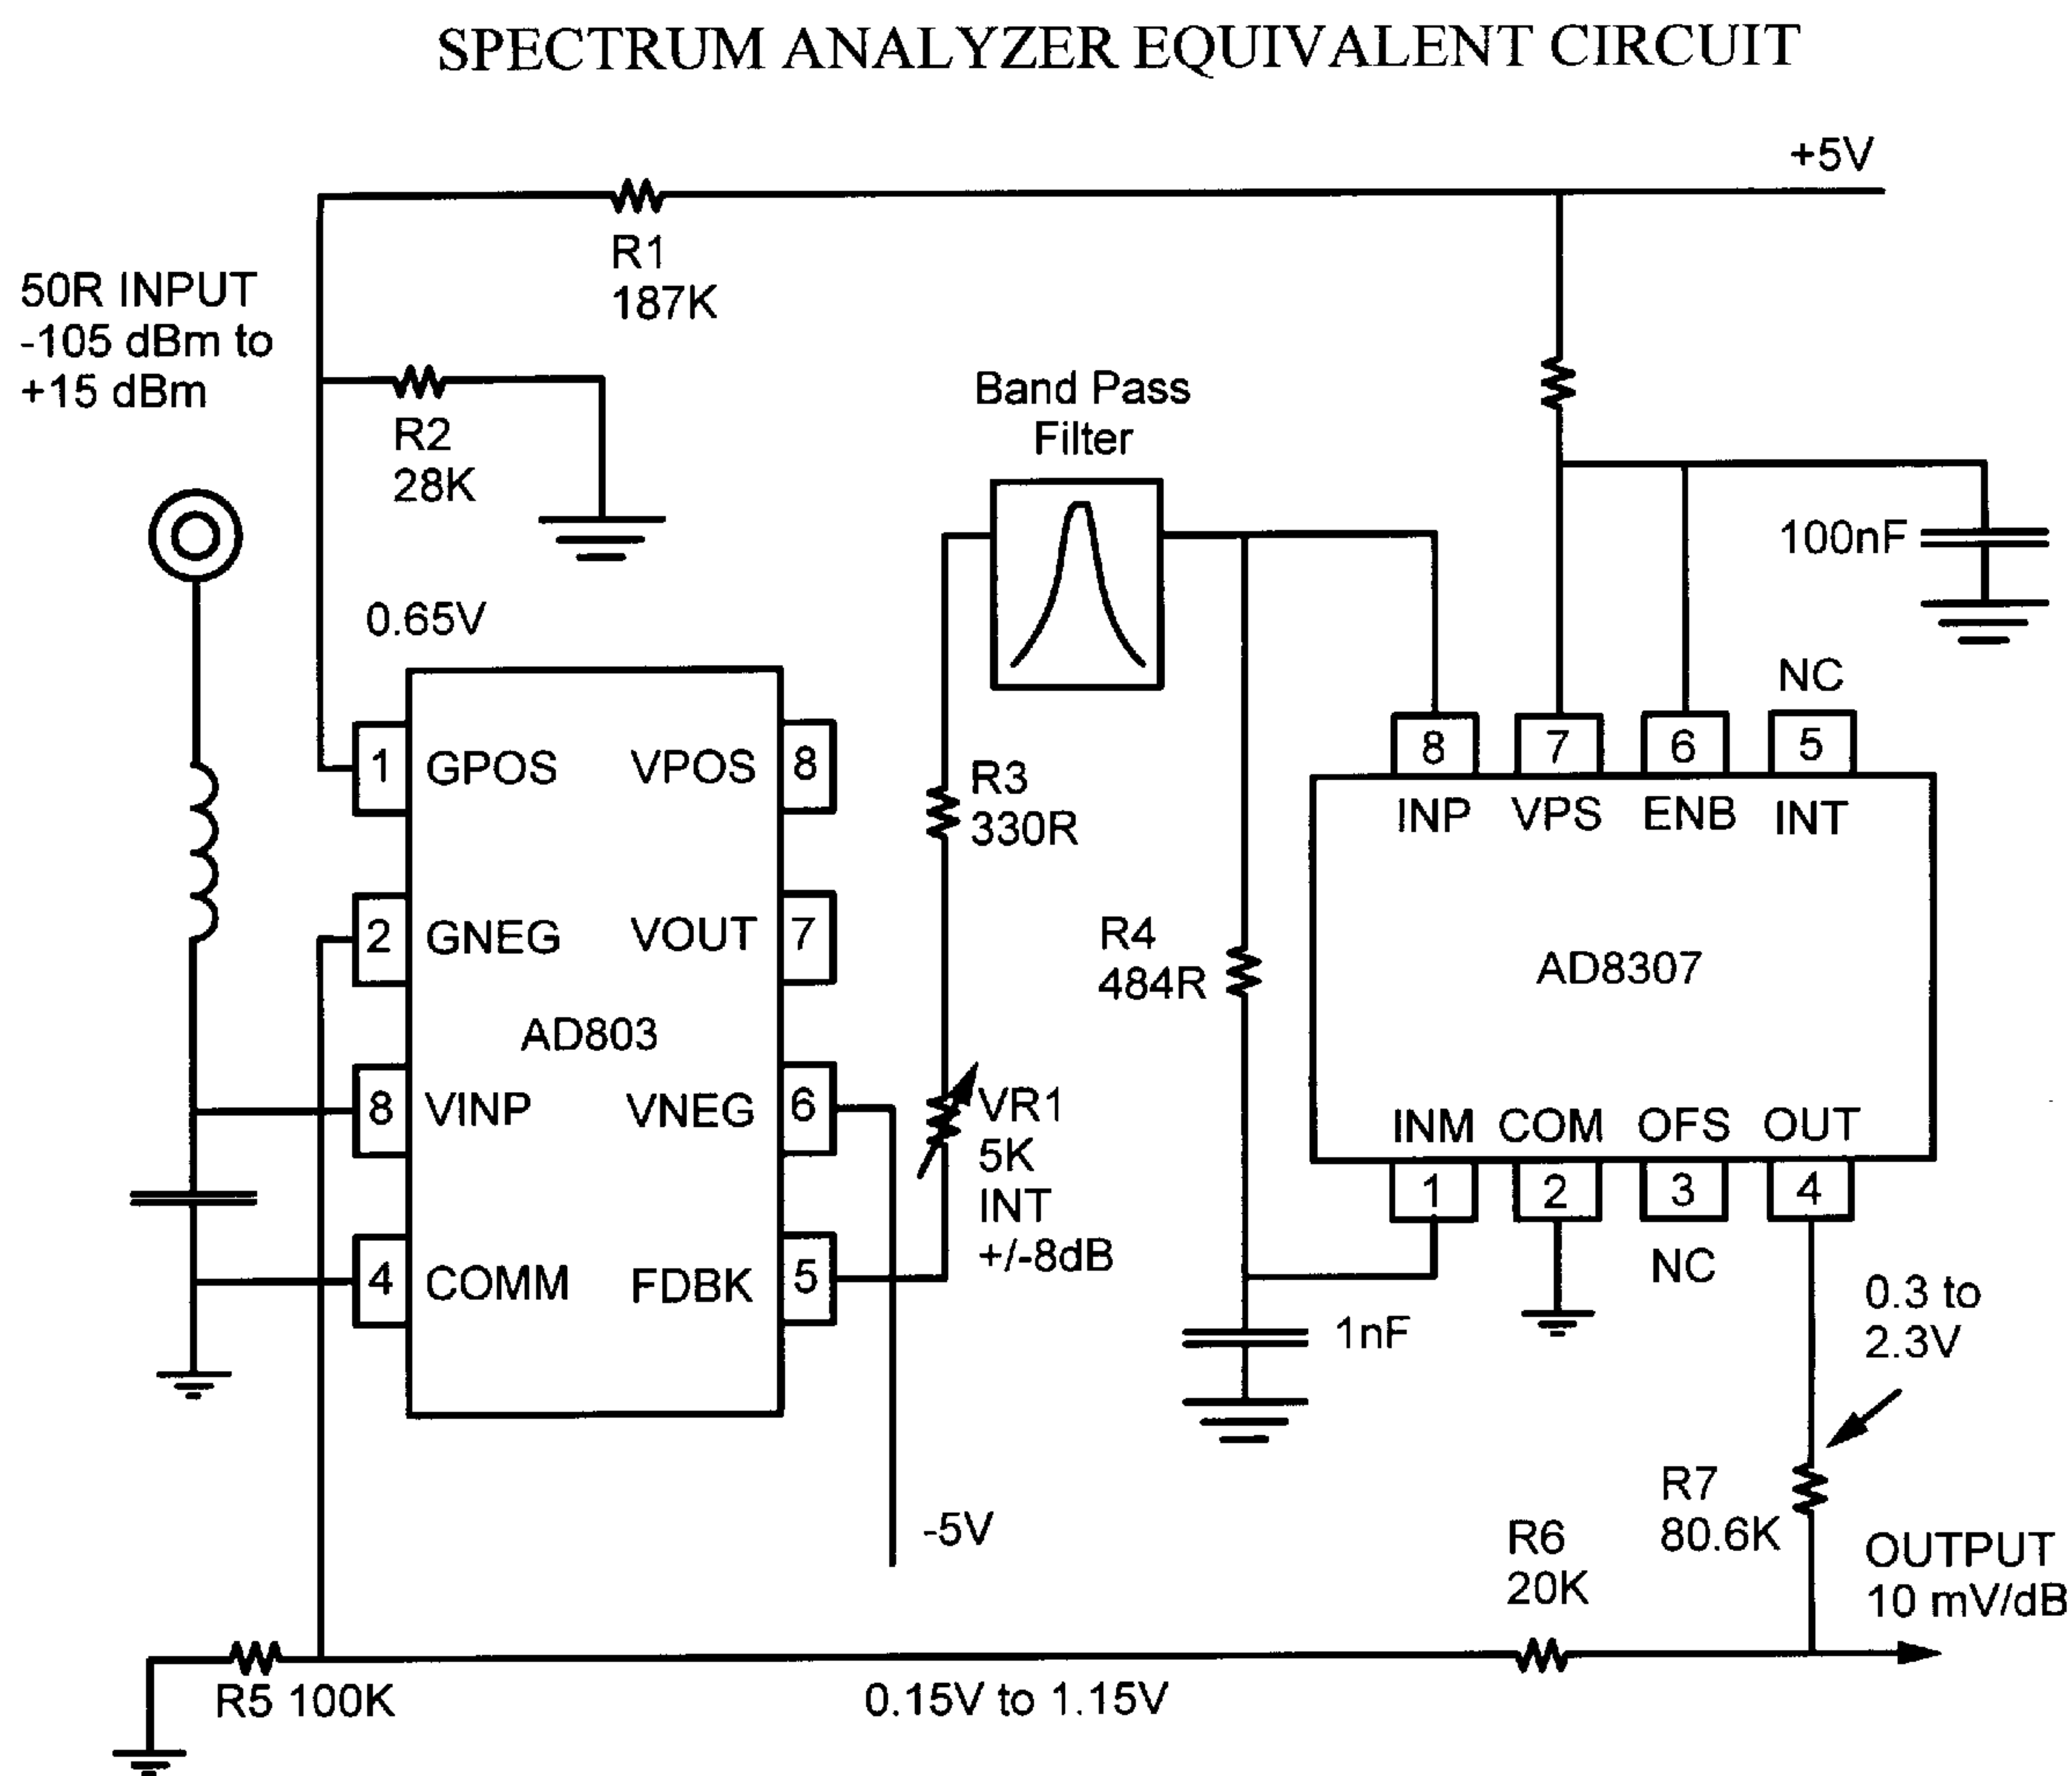 SPECTRUM ANALYZER EQUIVALENT CIRCUIT
+5V
R1
187K
50R INPUT
-105 dBm to
+15 dBm
R2
28K
Band Pass
Filter
100nF
0.65V
NC
1
GPOS
VPOS
8
2
GNEG
VOUT
7
AD803
8
VINP
VNEG
6
4
COMM
FDBK
5
R3
330R
VR1
5K
INT
+/-8dB
R4
484R
8
7
6
5
INP
VPS
ENB
INT
AD8307
INM
COM
OFS
OUT
1
2
3
4
NC
1nF
0.3 to
2.3V
-5V
R7
80.6K
R6
20K
OUTPUT
10 mV/dB
R5 100K
0.15V to 1.15V